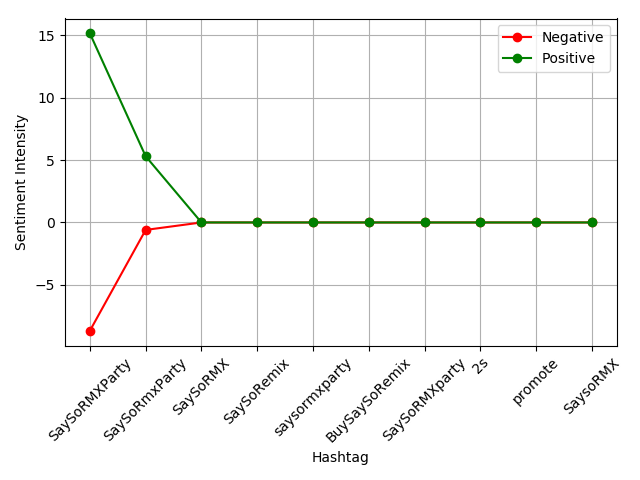 15
10
5
0
−5
Sentiment Intensity
Negative
Positive
SaySoRMXParty
SaySoRmxParty
SaySoRMX
SaySoRemix
saysormxparty
BuySaySoRemix
SaySoRMXparty
2s
promote
SaysoRMX
Hashtag